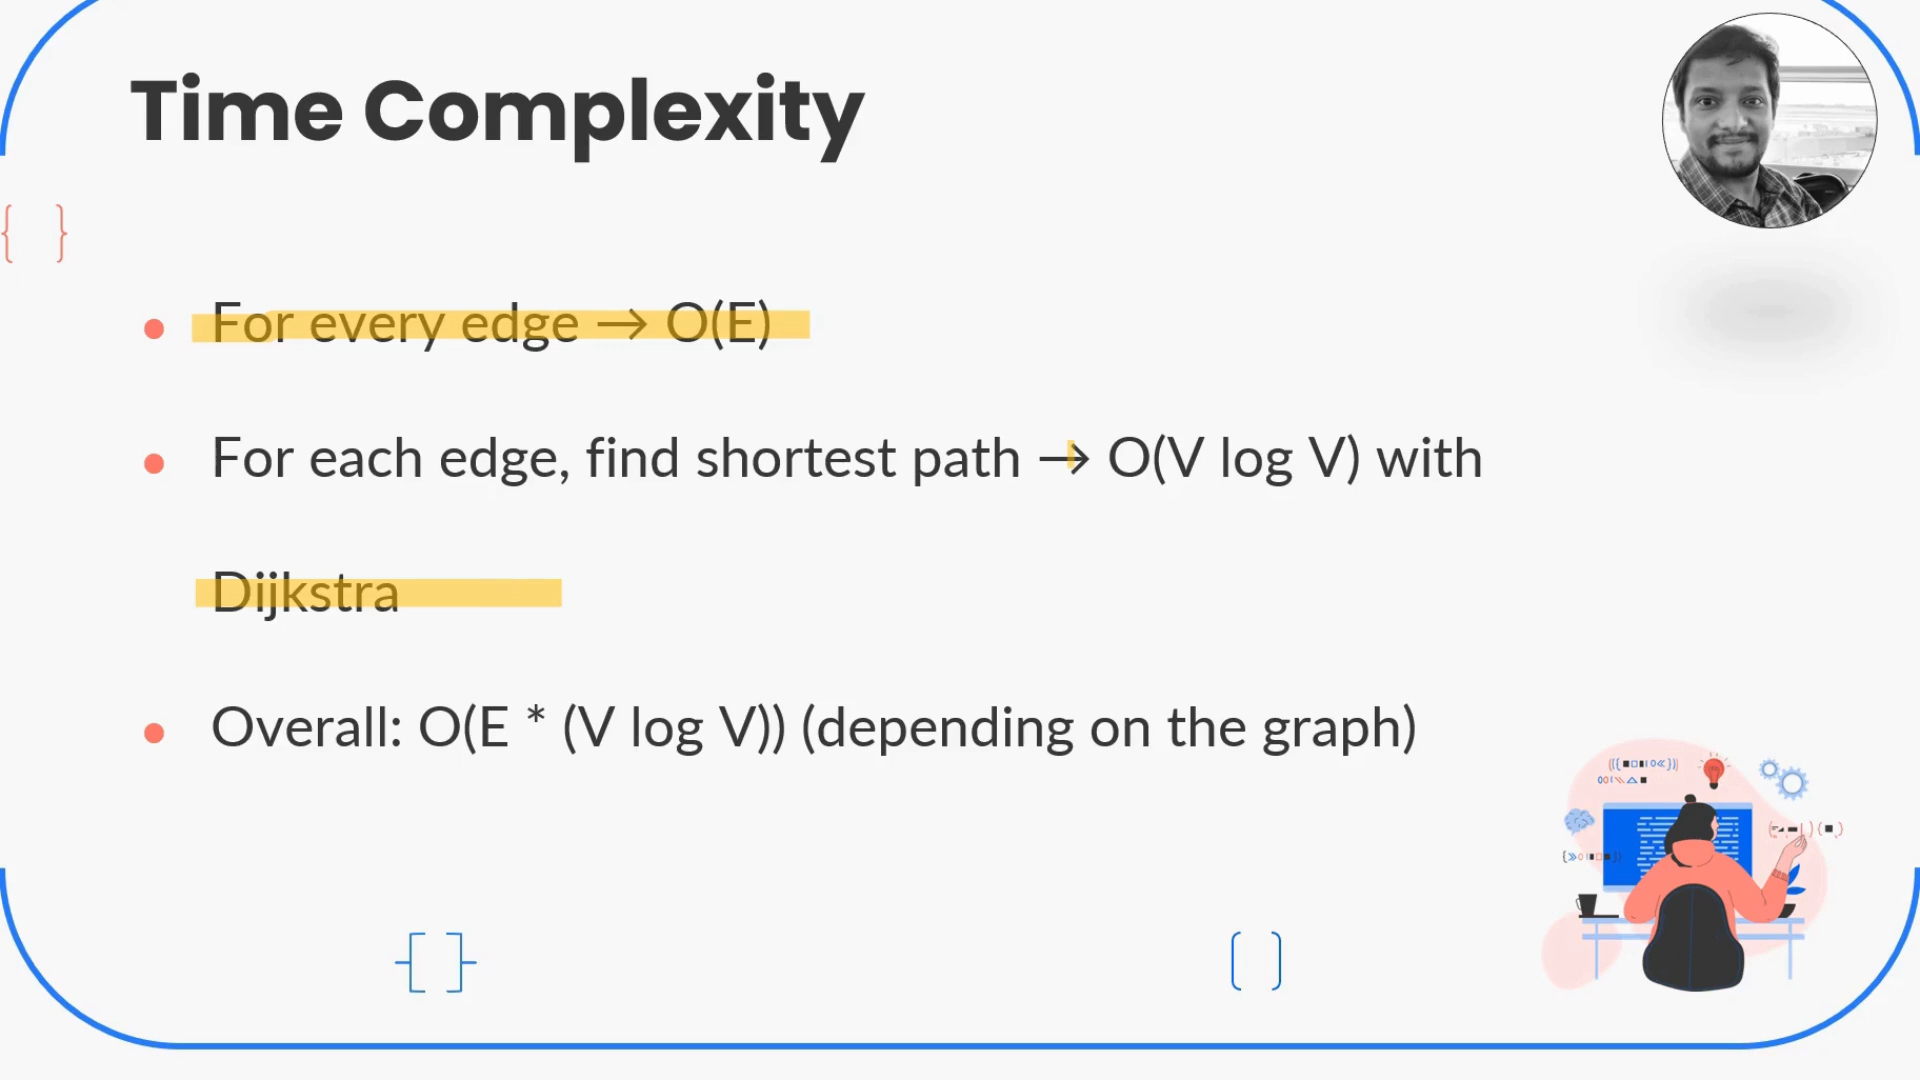 Time Complexity
For every edge → O(E)
For each edge, find shortest path → O(V log V) with
Dijkstra
Overall: O(E * (V log V)) (depending on the graph)